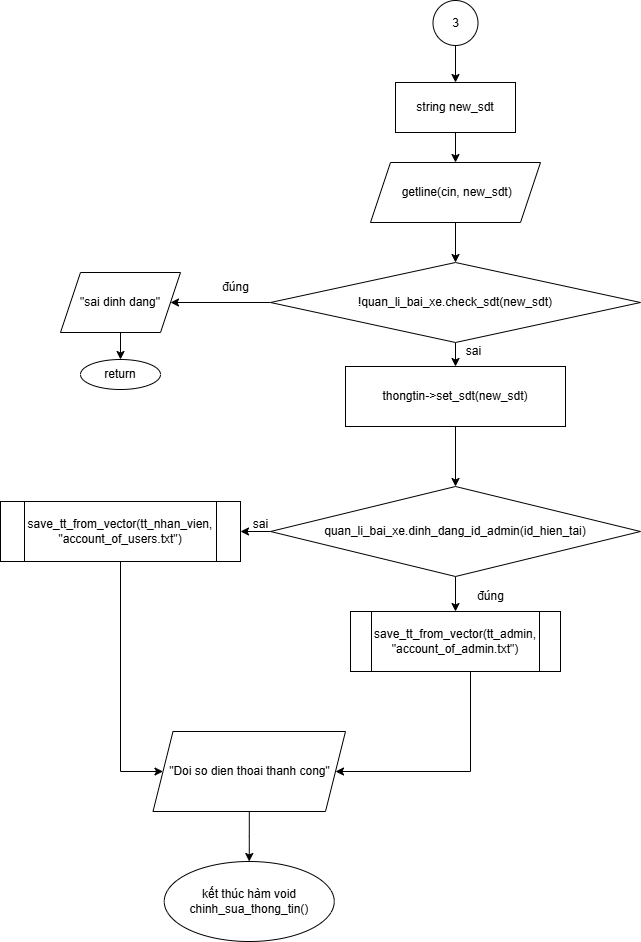 3
string new_sdt
getline(cin, new_sdt)
!quan_li_bai_xe.check_sdt(new_sdt)
đúng
"sai dinh dang"
return
sai
thongtin->set_sdt(new_sdt)
quan_li_bai_xe.dinh_dang_id_admin(id_hien_tai)
sai
save_tt_from_vector(tt_nhan_vien,
"account_of_users.txt")
đúng
save_tt_from_vector(tt_admin,
"account_of_admin.txt")
"Doi so dien thoai thanh cong"
kết thúc hàm void
chinh_sua_thong_tin()